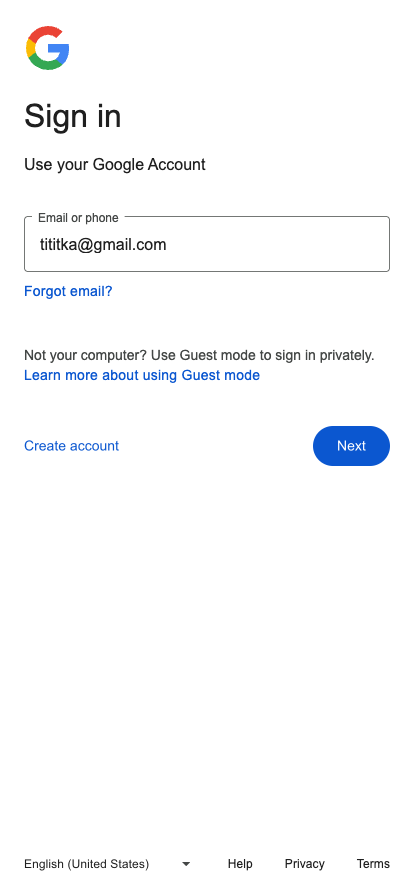 Sign in
Use your Google Account
Email or phone
tititka@gmail.com
Forgot email?
Not your computer? Use Guest mode to sign in privately.
Learn more about using Guest mode
Create account
Next
English (United States)
Help
Privacy
Terms